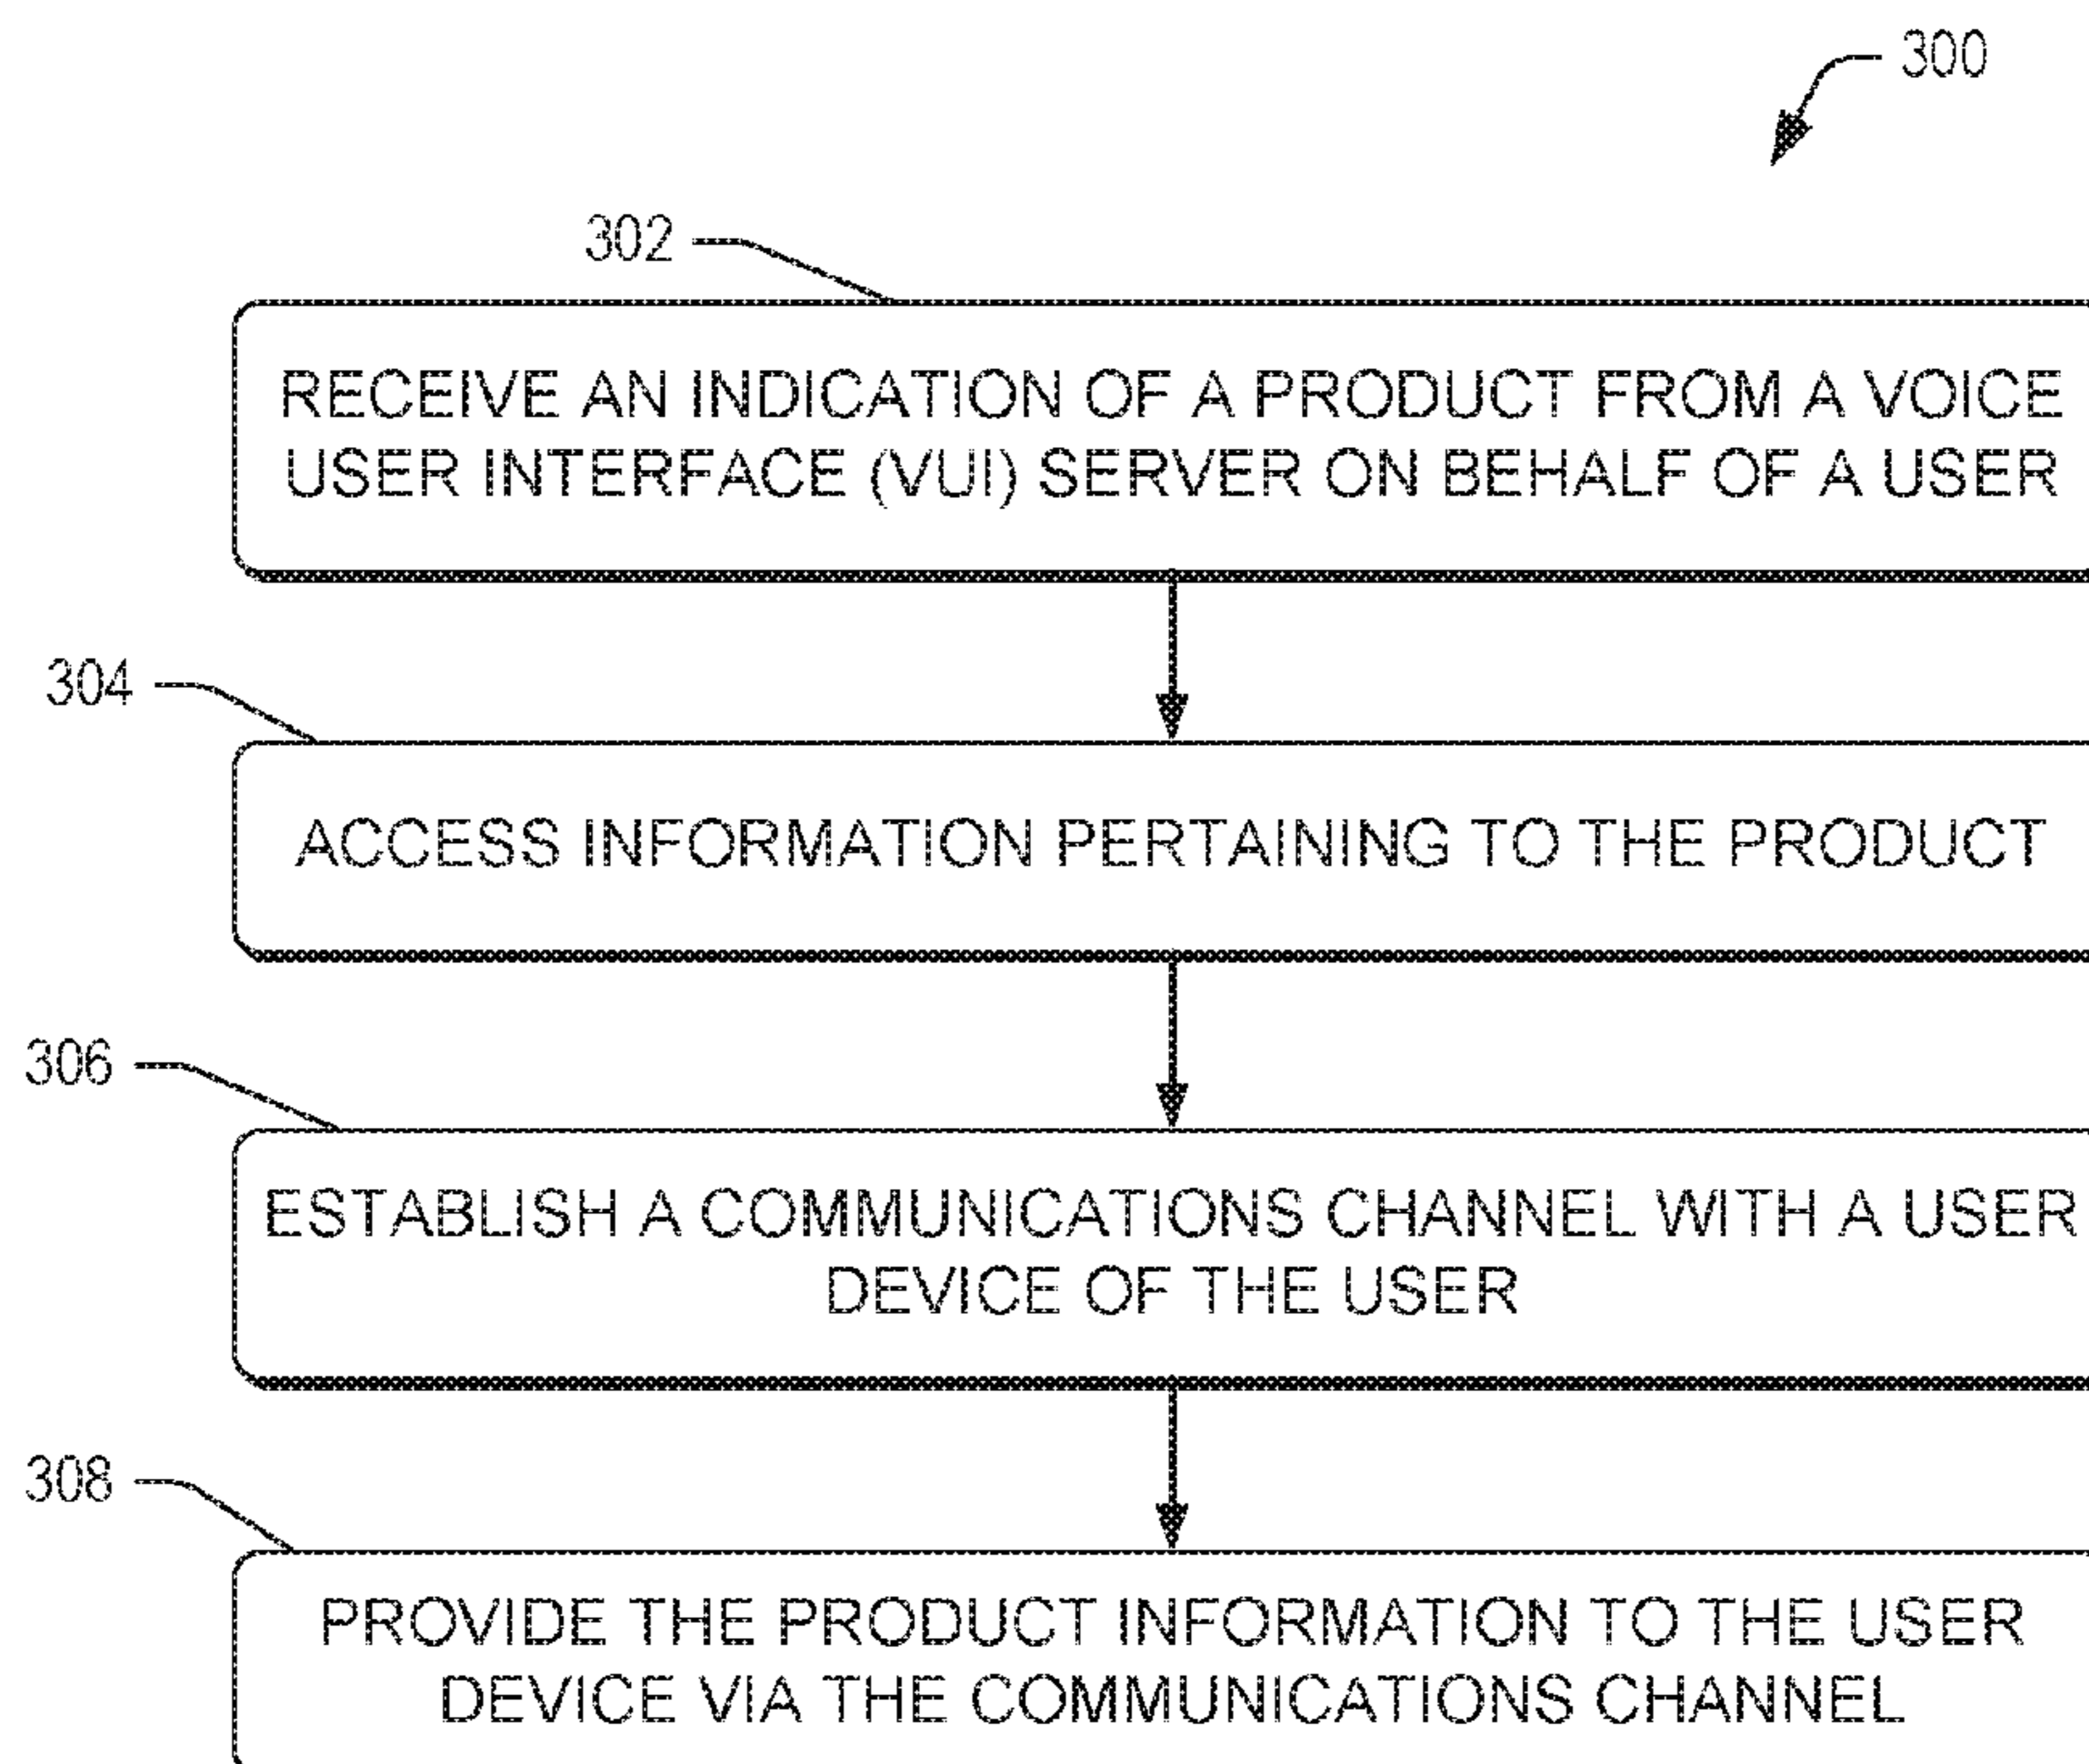 300
302
RECEIVE AN INDICATION OF A PRODUCT FROM A VOICE
USER INTERFACE (VUI) SERVER ON BEHALF OF A USER
304
ACCESS INFORMATION PERTAINING TO THE PRODUCT
306
ESTABLISH A COMMUNICATIONS CHANNEL WITH A USER
DEVICE OF THE USER
308
PROVIDE THE PRODUCT INFORMATION TO THE USER
DEVICE VIA THE COMMUNICATIONS CHANNEL